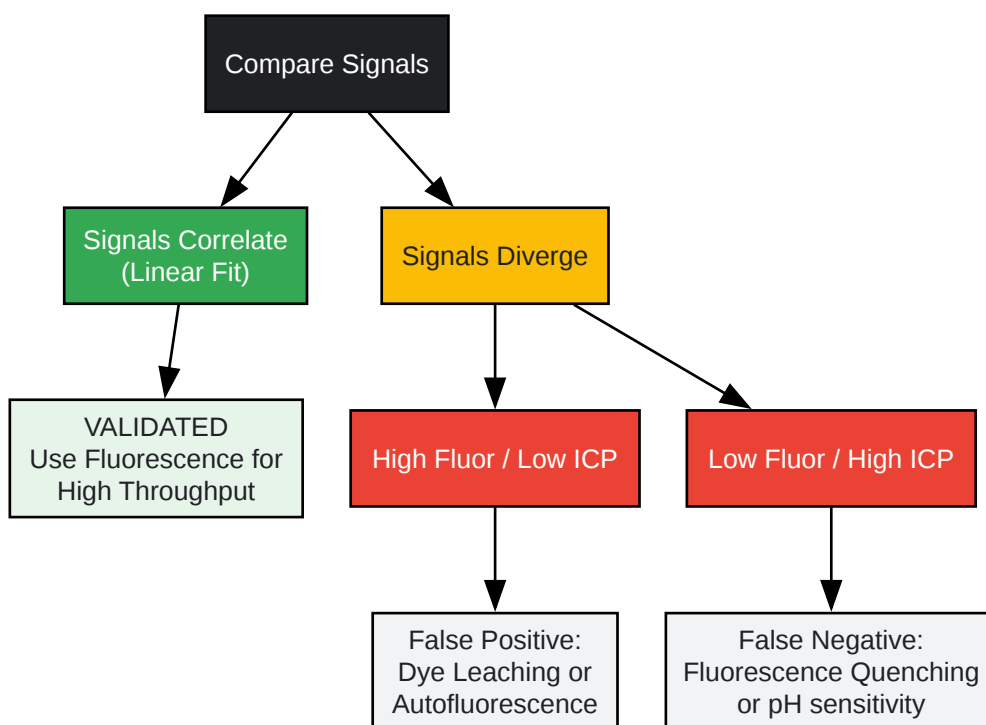 Compare Signals
Signals Correlate
(Linear Fit)
Signals Diverge
VALIDATED
Use Fluorescence for
High Throughput
High Fluor / Low ICP
Low Fluor / High ICP
False Positive:
Dye Leaching or
Autofluorescence
False Negative:
Fluorescence Quenching
or pH sensitivity